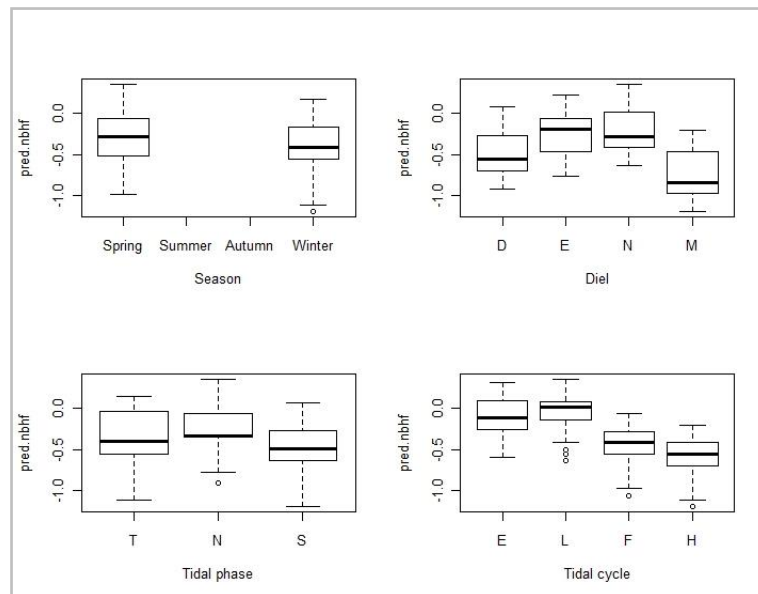 pred.nbhf
0.0
-0.5
-1.0
Spring Summer Autumn Winter
Season
pred.nbhf
0.0
-0.5
-1.0
D E N M
Diel
pred.nbhf
0.0
-0.5
-1.0
T N S
Tidal phase
pred.nbhf
0.0
-0.5
-1.0
E L F H
Tidal cycle